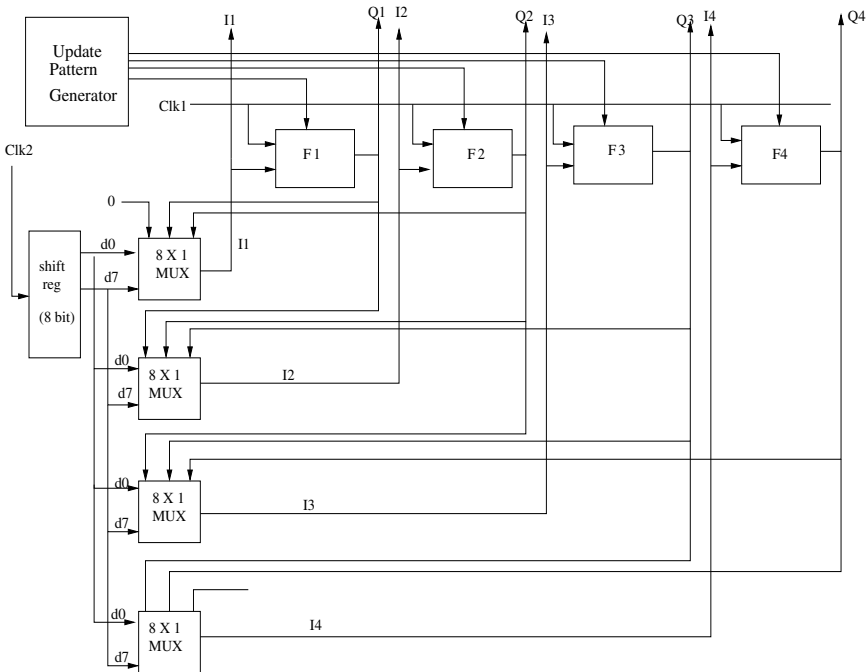 I1
Q1
I2
Q2
I3
Q3
I4
Q4
Update
Pattern
Generator
Clk1
Clk2
F1
F2
F3
F4
0
d0
8 X 1
MUX
I1
shift
reg
(8 bit)
d7
d0
8 X 1
MUX
I2
d7
d0
8 X 1
MUX
I3
d7
d0
8 X 1
MUX
I4
d7